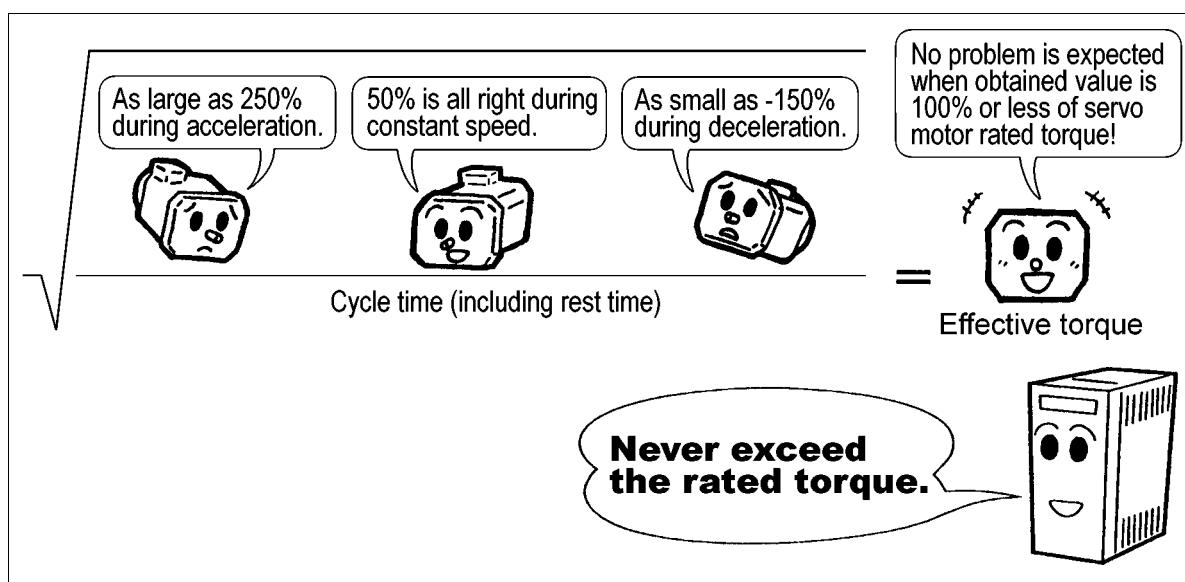 As large as 250%
during acceleration.
50% is all right during
constant speed.
As small as -150%
during deceleration.
No problem is expected
when obtained value is
100% or less of servo
motor rated torque!
=
Cycle time (including rest time)
Effective torque
Never exceed
the rated torque.